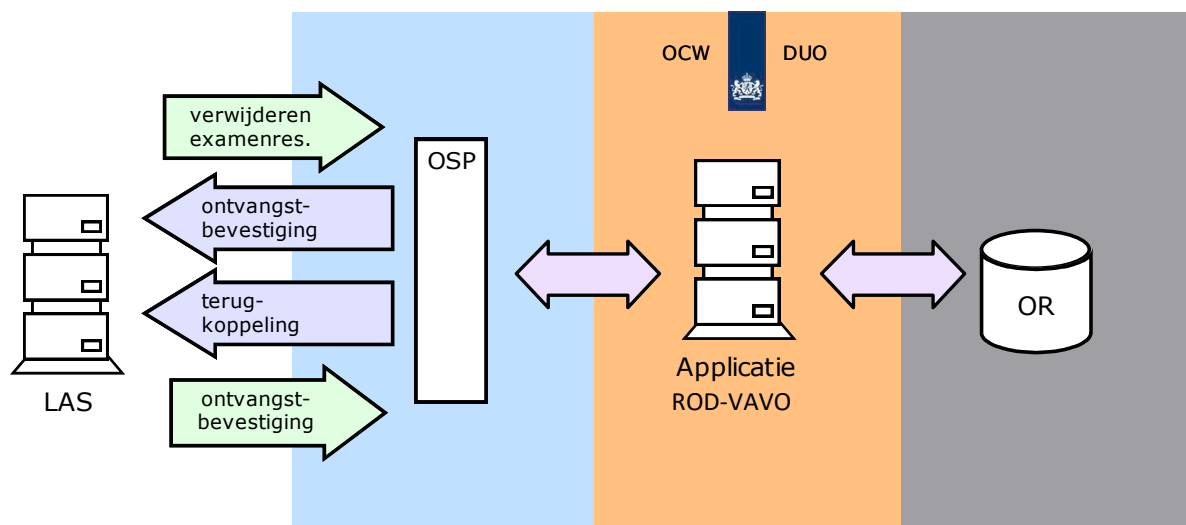 OCW DUO
verwijderen
examenres.
OSP
ontvangst-
bevestiging
terug-
koppeling
ontvangst-
bevestiging
LAS
Applicatie
ROD-VAVO
OR